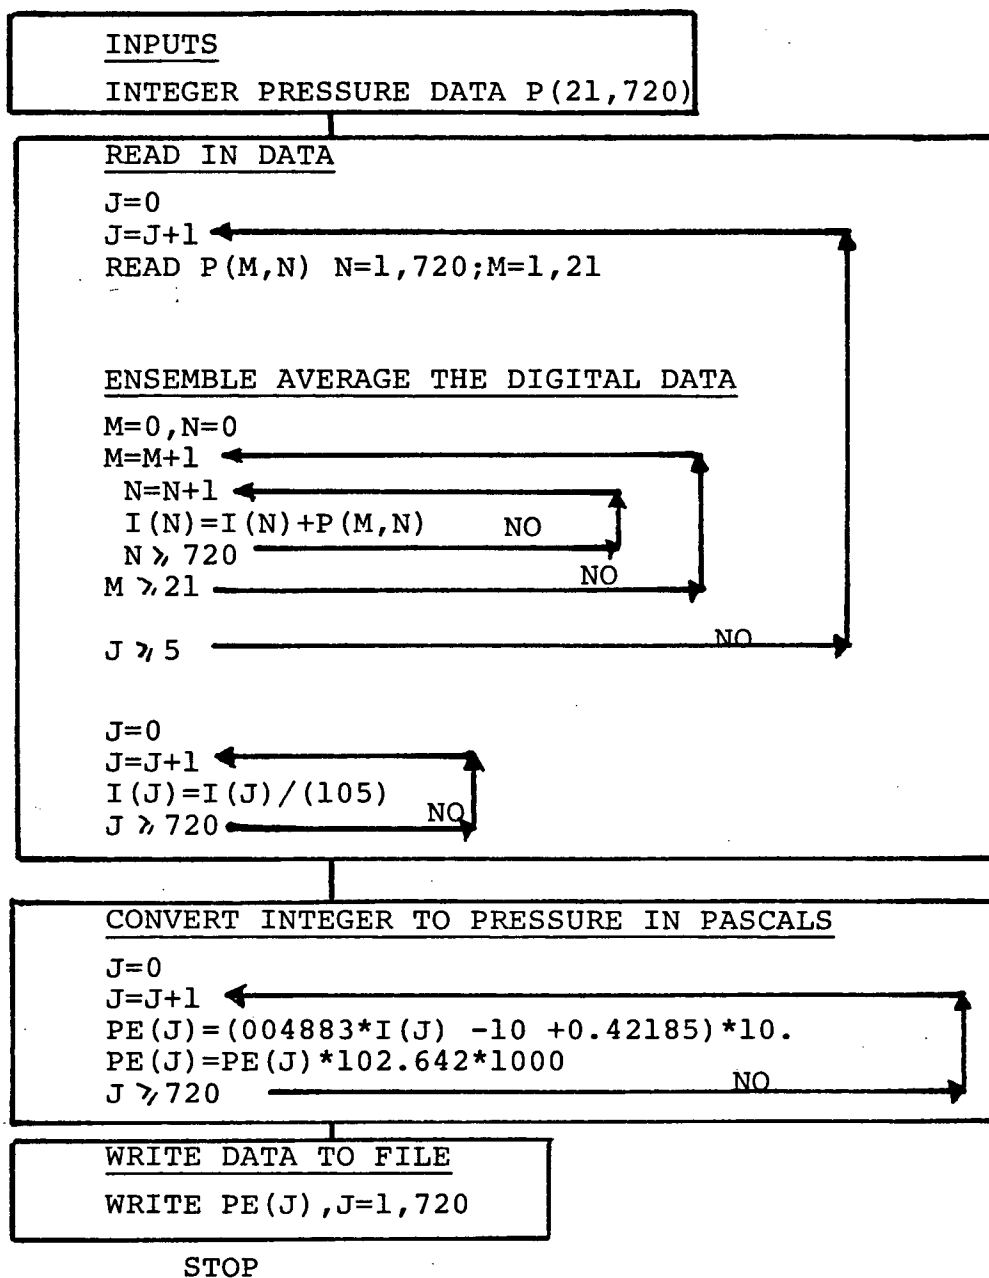 INPUTS
INTEGER PRESSURE DATA P(21,720)
READ IN DATA
J=0
J=J+1
READ P(M,N) N=1,720;M=1,21
ENSEMBLE AVERAGE THE DIGITAL DATA
M=0,N=0
M=M+1
N=N+1
I(N)=I(N)+P(M,N) NO
N ⩾ 720
NO
M ⩾ 21
NO
J ⩾ 5
J=0
J=J+1
I(J)=I(J)/(105)
NO
J ⩾ 720
CONVERT INTEGER TO PRESSURE IN PASCALS
J=0
J=J+1
PE(J)=(004883*I(J) -10 +0.42185)*10.
PE(J)=PE(J)*102.642*1000
NO
J ⩾ 720
WRITE DATA TO FILE
WRITE PE(J),J=1,720
STOP